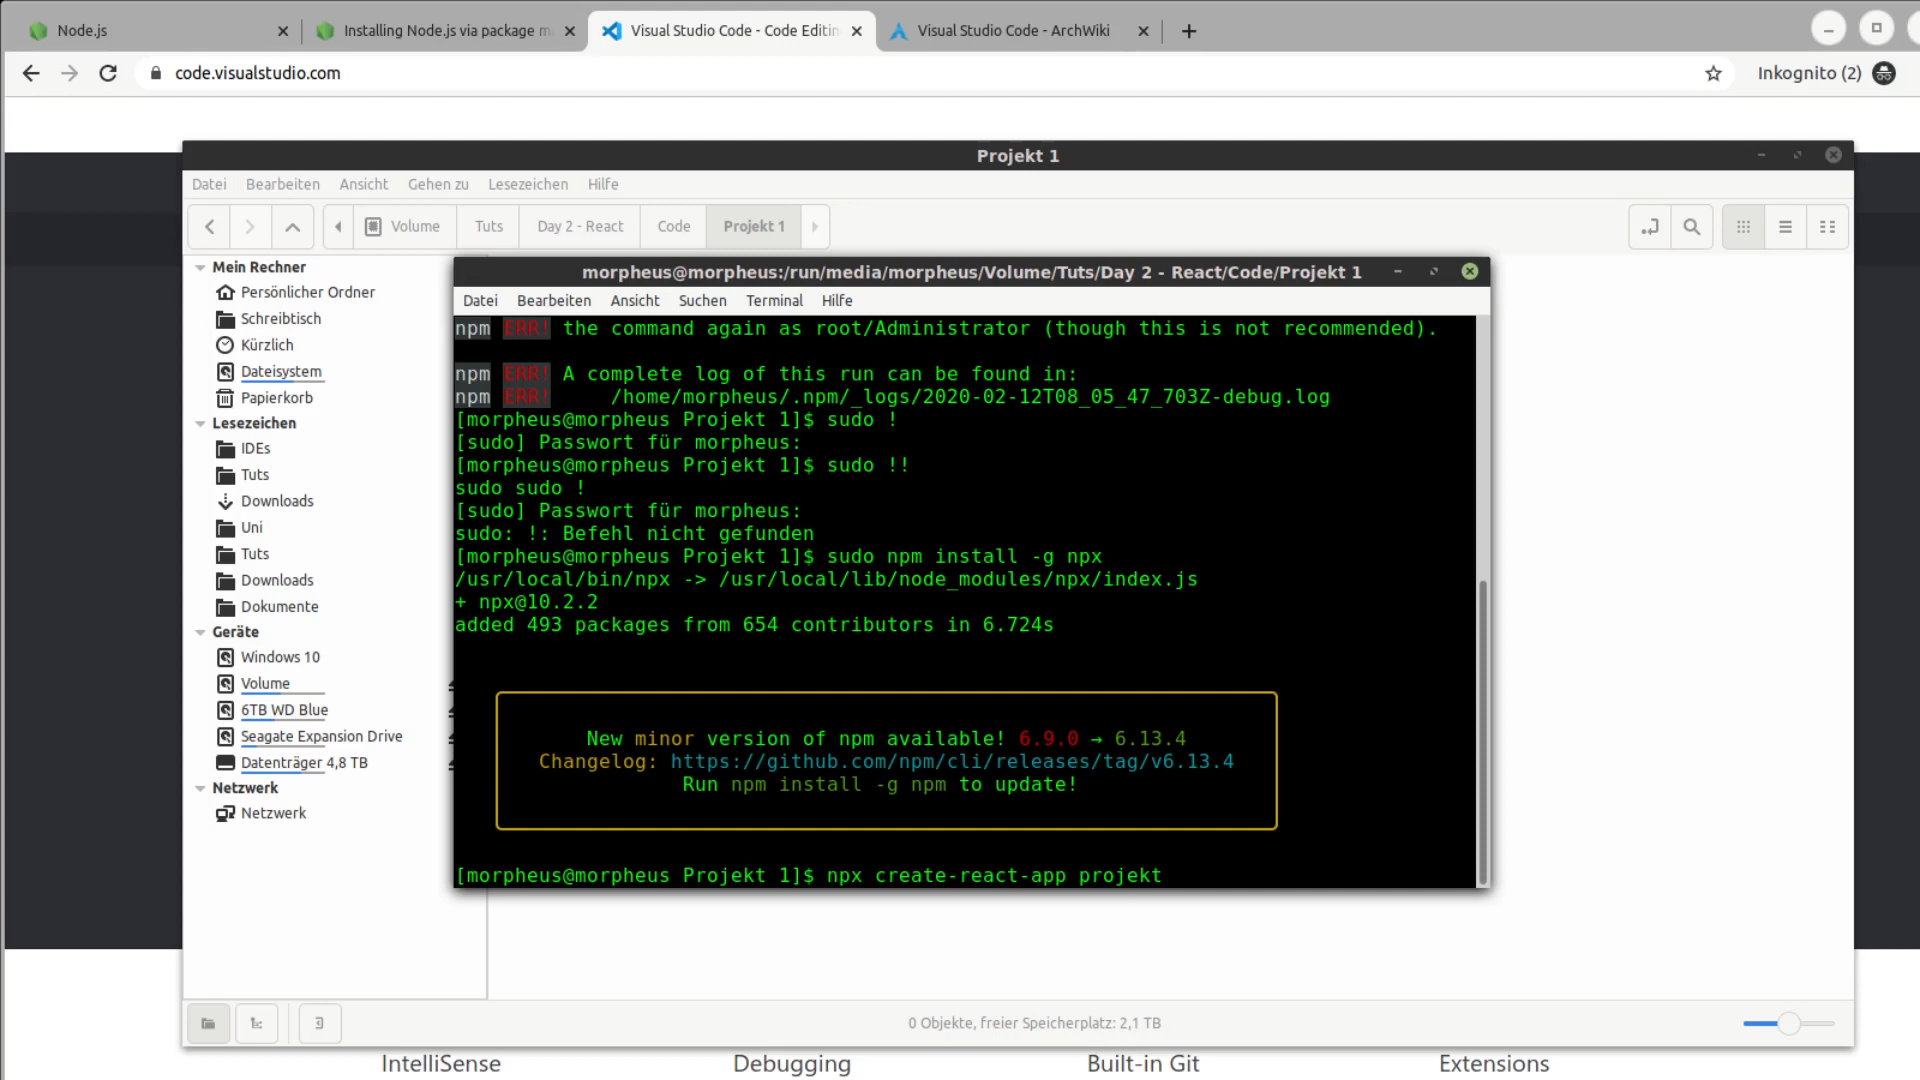 Node.js
Installing Node.js via package m
Visual Studio Code - Code Editin
Visual Studio Code - ArchWiki
code.visualstudio.com
Inkognito (2)
Projekt 1
Datei Bearbeiten Ansicht Gehen zu Lesezeichen Hilfe
Volume Tuts Day 2 - React Code Projekt 1
Mein Rechner
Persönlicher Ordner
Schreibtisch
Kürzlich
Dateisystem
Papierkorb
Lesezeichen
IDEs
Tuts
Downloads
Uni
Tuts
Downloads
Dokumente
Geräte
Windows 10
Volume
6TB WD Blue
Seagate Expansion Drive
Datenträger 4,8 TB
Netzwerk
Netzwerk
morpheus@morpheus:/run/media/morpheus/Volume/Tuts/Day 2 - React/Code/Projekt 1
Datei Bearbeiten Ansicht Suchen Terminal Hilfe
npm ERR! the command again as root/Administrator (though this is not recommended).
npm ERR! A complete log of this run can be found in:
npm ERR!     /home/morpheus/.npm/_logs/2020-02-12T08_05_47_703Z-debug.log
[morpheus@morpheus Projekt 1]$ sudo !
[sudo] Passwort für morpheus:
[morpheus@morpheus Projekt 1]$ sudo !!
sudo sudo !
[sudo] Passwort für morpheus:
sudo: !: Befehl nicht gefunden
[morpheus@morpheus Projekt 1]$ sudo npm install -g npx
/usr/local/bin/npx -> /usr/local/lib/node_modules/npx/index.js
+ npx@10.2.2
added 493 packages from 654 contributors in 6.724s
New minor version of npm available! 6.9.0 → 6.13.4
Changelog: https://github.com/npm/cli/releases/tag/v6.13.4
Run npm install -g npm to update!
[morpheus@morpheus Projekt 1]$ npx create-react-app projekt
0 Objekte, freier Speicherplatz: 2,1 TB
IntelliSense Debugging Built-in Git Extensions